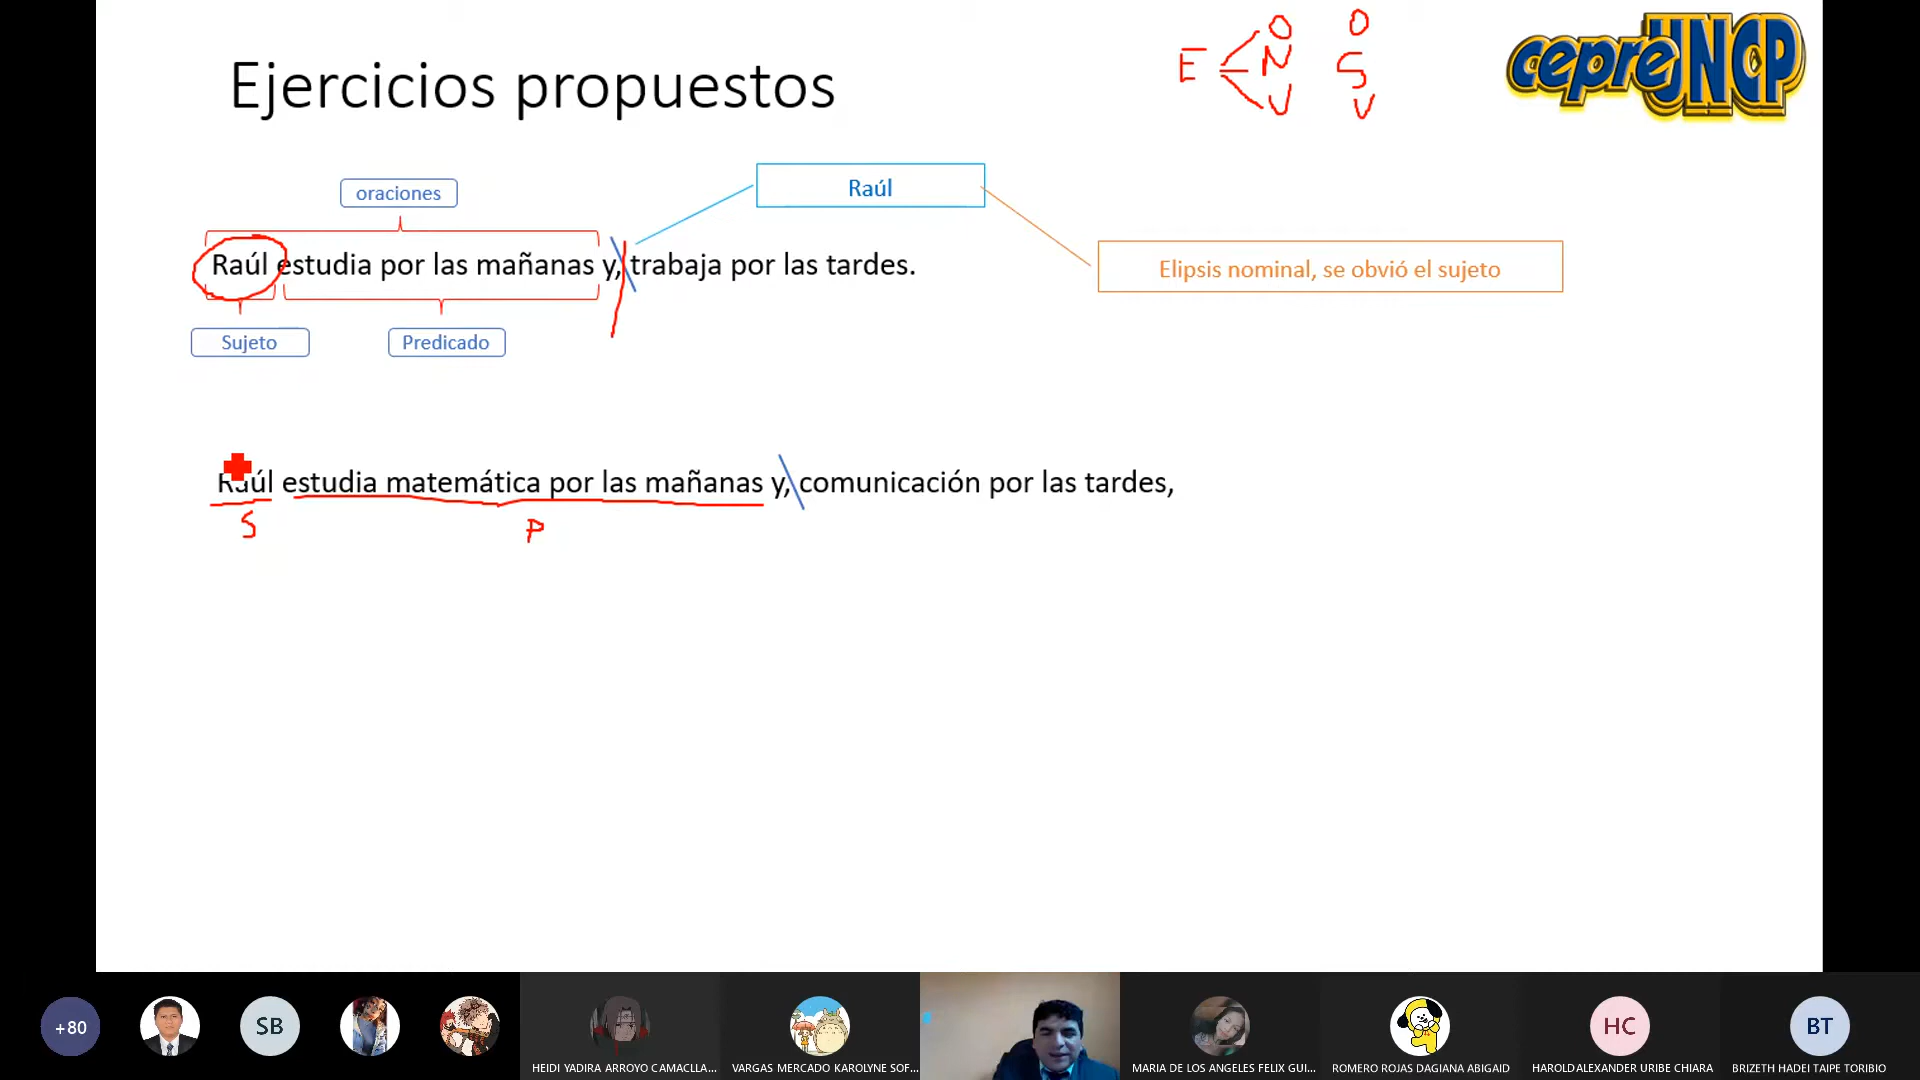 Ejercicios propuestos
E
O
N
V
O
S
V
cepreUNCP
oraciones
Raúl
Raúl estudia por las mañanas y, trabaja por las tardes.
Elipsis nominal, se obvió el sujeto
Sujeto
Predicado
Raúl estudia matemática por las mañanas y, comunicación por las tardes,
S
P
+80
SB
HC
BT
HEIDI YADIRA ARROYO CAMACLLA...
VARGAS MERCADO KAROLYNE SOF...
MARIA DE LOS ANGELES FELIX GUI...
ROMERO ROJAS DAGIANA ABIGAID
HAROLD ALEXANDER URIBE CHIARA
BRIZETH HADEI TAIPE TORIBIO